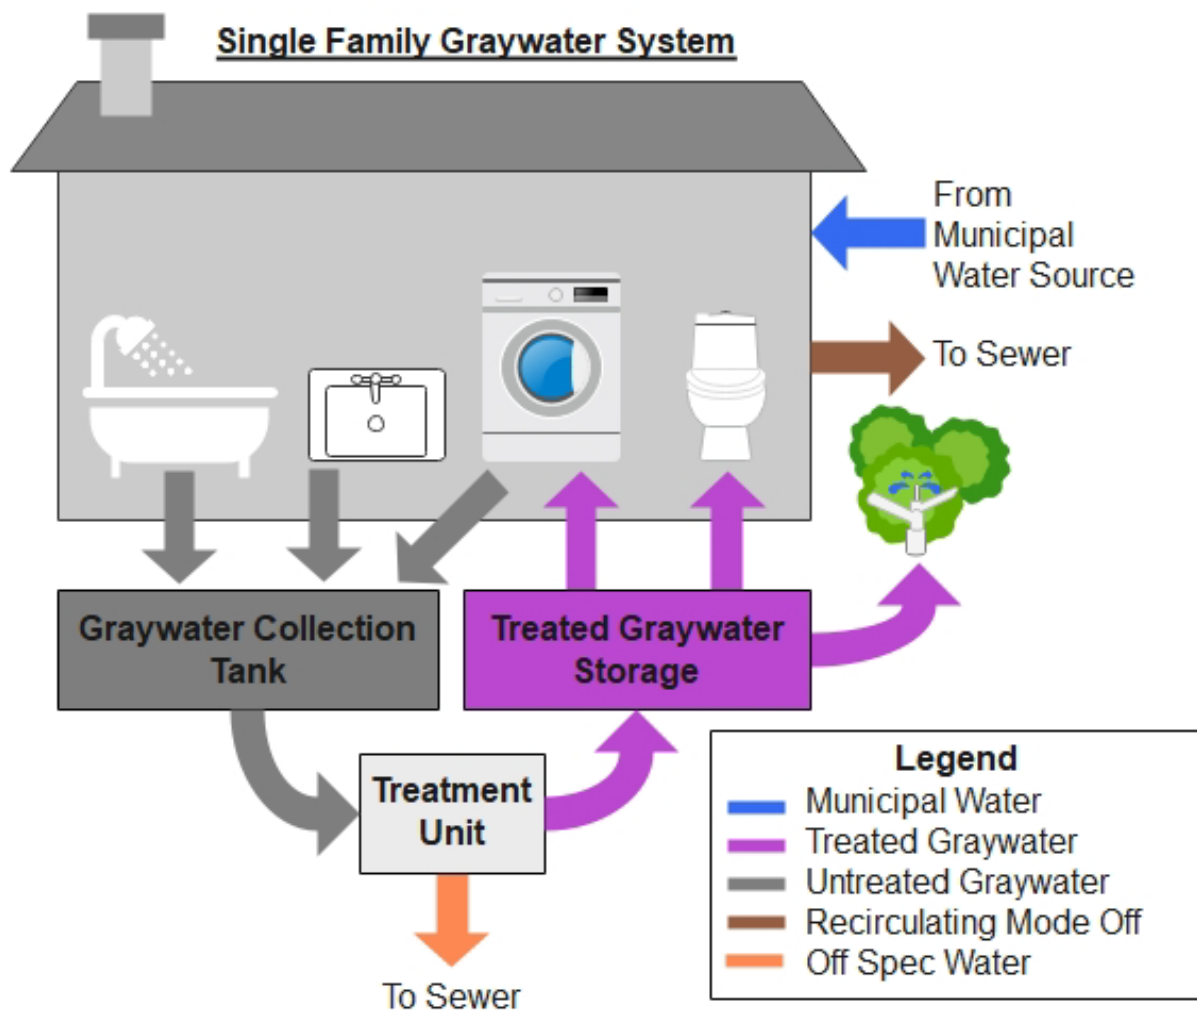 Single Family Graywater System
From
Municipal
Water Source
To Sewer
Graywater Collection
Tank
Treated Graywater
Storage
Treatment
Unit
To Sewer
Legend
Municipal Water
Treated Graywater
Untreated Graywater
Recirculating Mode Off
Off Spec Water